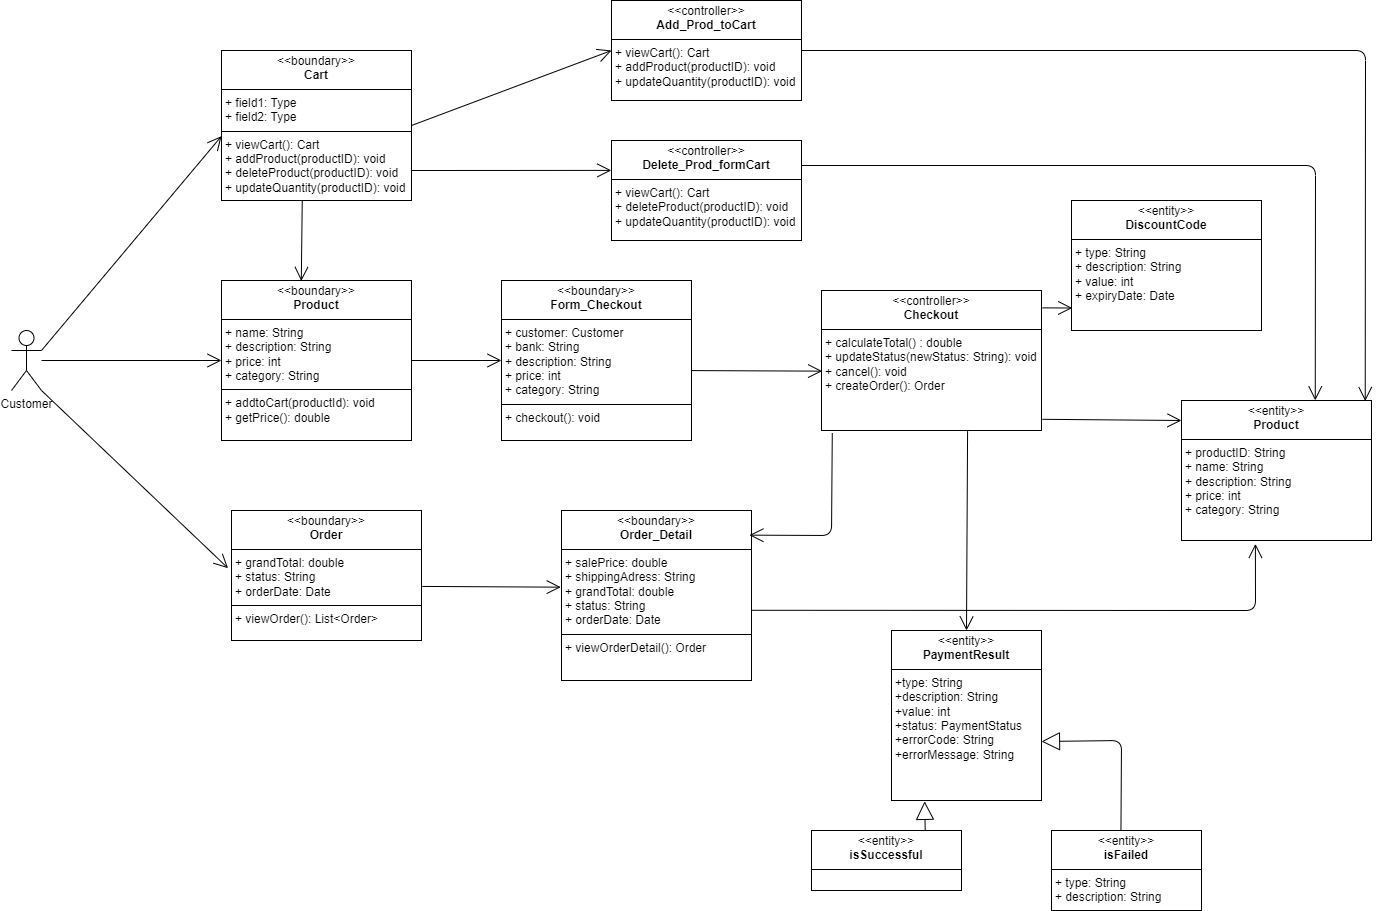 <<controller>>
Add_Prod_toCart
+ viewCart(): Cart
+ addProduct(productID): void
+ updateQuantity(productID): void
<<boundary>>
Cart
+ field1: Type
+ field2: Type
+ viewCart(): Cart
+ addProduct(productID): void
+ deleteProduct(productID): void
+ updateQuantity(productID): void
<<controller>>
Delete_Prod_formCart
+ viewCart(): Cart
+ deleteProduct(productID): void
+ updateQuantity(productID): void
<<entity>>
DiscountCode
+ type: String
+ description: String
+ value: int
+ expiryDate: Date
<<boundary>>
Product
+ name: String
+ description: String
+ price: int
+ category: String
+ addtoCart(productId): void
+ getPrice(): double
<<boundary>>
Form_Checkout
+ customer: Customer
+ bank: String
+ description: String
+ price: int
+ category: String
+ checkout(): void
<<controller>>
Checkout
+ calculateTotal() : double
+ updateStatus(newStatus: String): void
+ cancel(): void
+ createOrder(): Order
Customer
<<entity>>
Product
+ productID: String
+ name: String
+ description: String
+ price: int
+ category: String
<<boundary>>
Order
+ grandTotal: double
+ status: String
+ orderDate: Date
+ viewOrder(): List<Order>
<<boundary>>
Order_Detail
+ salePrice: double
+ shippingAdress: String
+ grandTotal: double
+ status: String
+ orderDate: Date
+ viewOrderDetail(): Order
<<entity>>
PaymentResult
+type: String
+description: String
+value: int
+status: PaymentStatus
+errorCode: String
+errorMessage: String
<<entity>>
isSuccessful
<<entity>>
isFailed
+ type: String
+ description: String